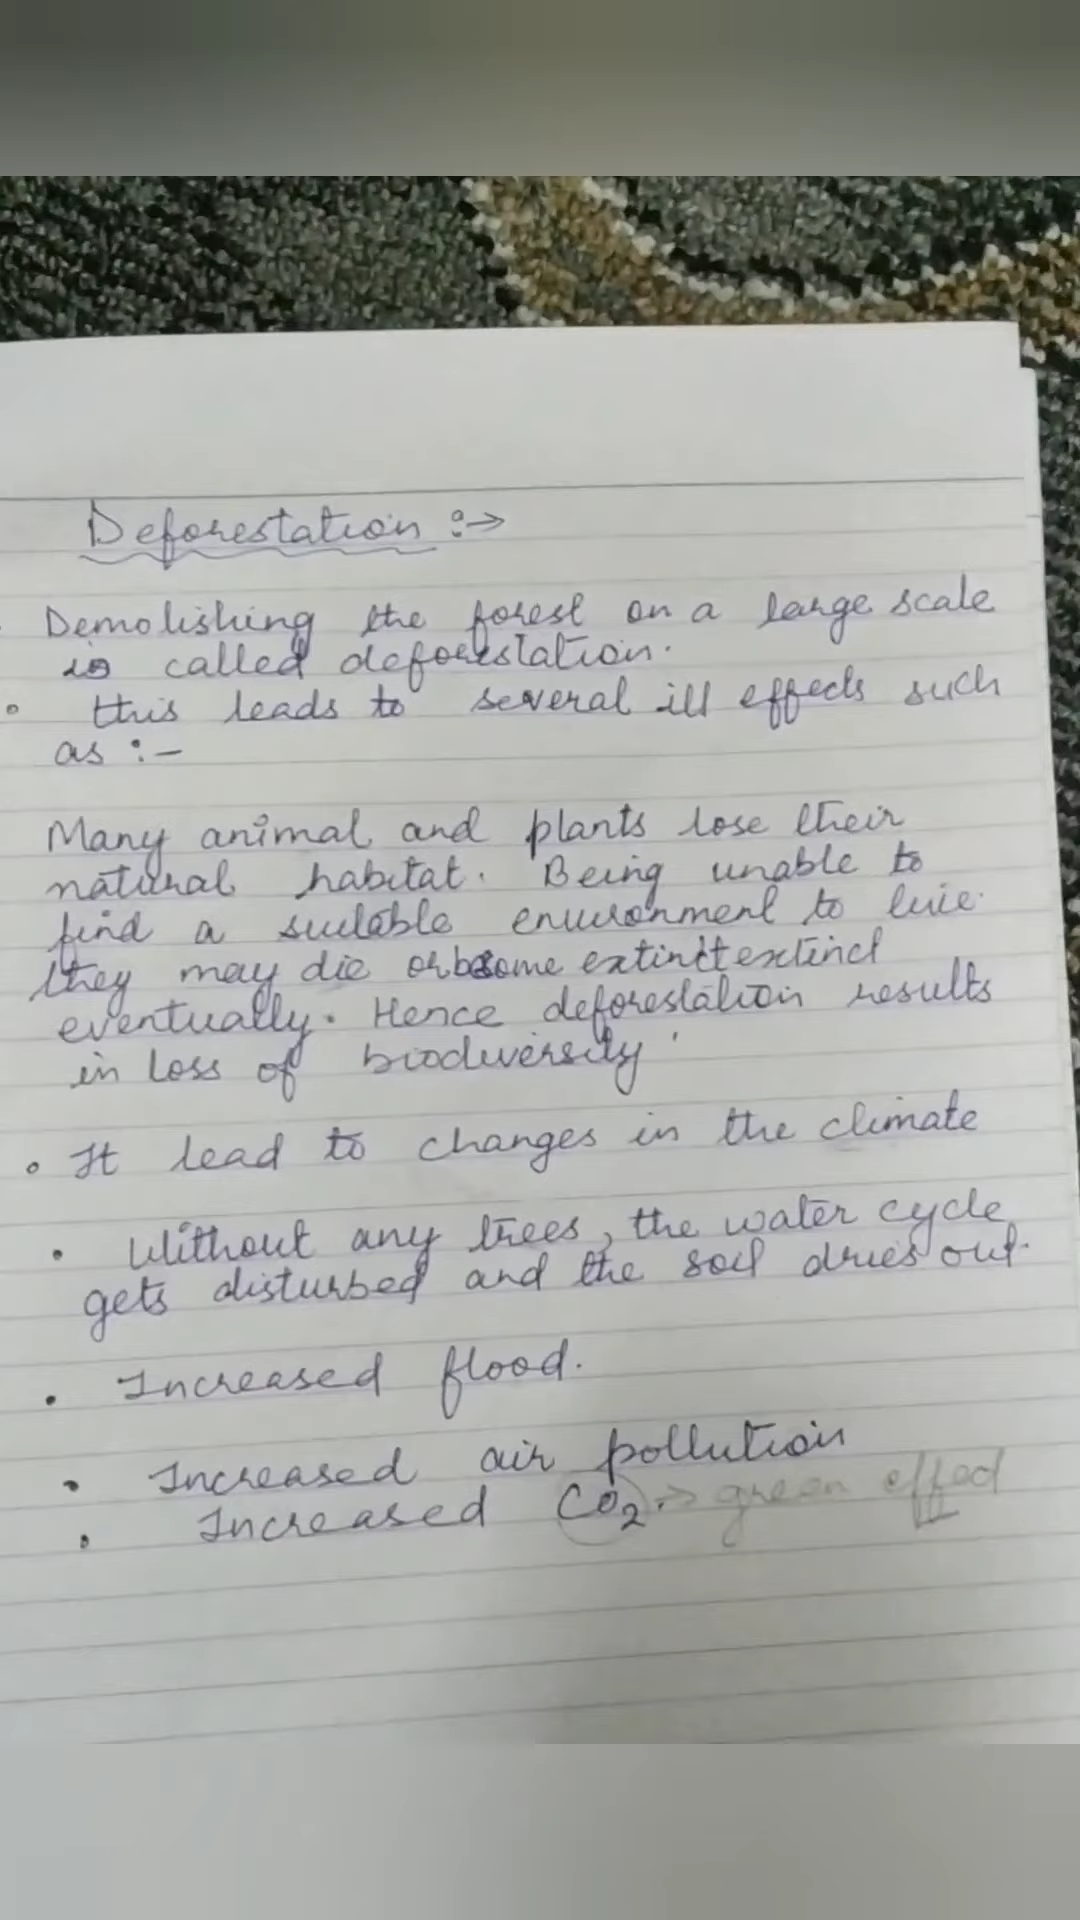 Deforestation :→
Demolishing the forest on a large scale
is called deforestation.
• this leads to several ill effects such
as :-
Many animal and plants lose their
natural habitat. Being unable to
find a suitable environment to live.
they may die or become extinct extinct
eventually. Hence deforestation results
in loss of biodiversity.
• It lead to changes in the climate
• Without any trees, the water cycle
gets disturbed and the soil dries out.
• Increased flood.
• Increased air pollution
• Increased CO2. → green effect